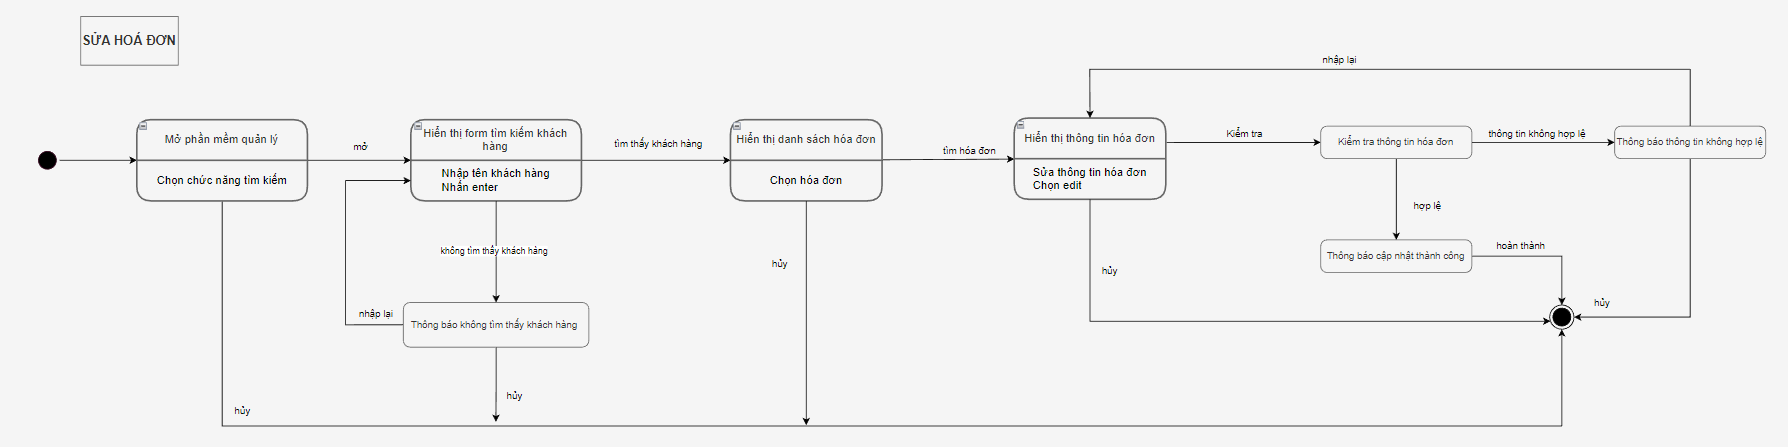 SỬA HOÁ ĐƠN
nhập lại
Mở phần mềm quản lý
Chọn chức năng tìm kiếm
mở
Hiển thị form tìm kiếm khách
hàng
Nhập tên khách hàng
Nhấn enter
tìm thấy khách hàng
Hiển thị danh sách hóa đơn
Chọn hóa đơn
tìm hóa đơn
Hiển thị thông tin hóa đơn
Sửa thông tin hóa đơn
Chọn edit
Kiểm tra
Kiểm tra thông tin hóa đơn
thông tin không hợp lệ
Thông báo thông tin không hợp lệ
hợp lệ
không tìm thấy khách hàng
hủy
hủy
Thông báo cập nhật thành công
hoàn thành
hủy
nhập lại
Thông báo không tìm thấy khách hàng
hủy
hủy